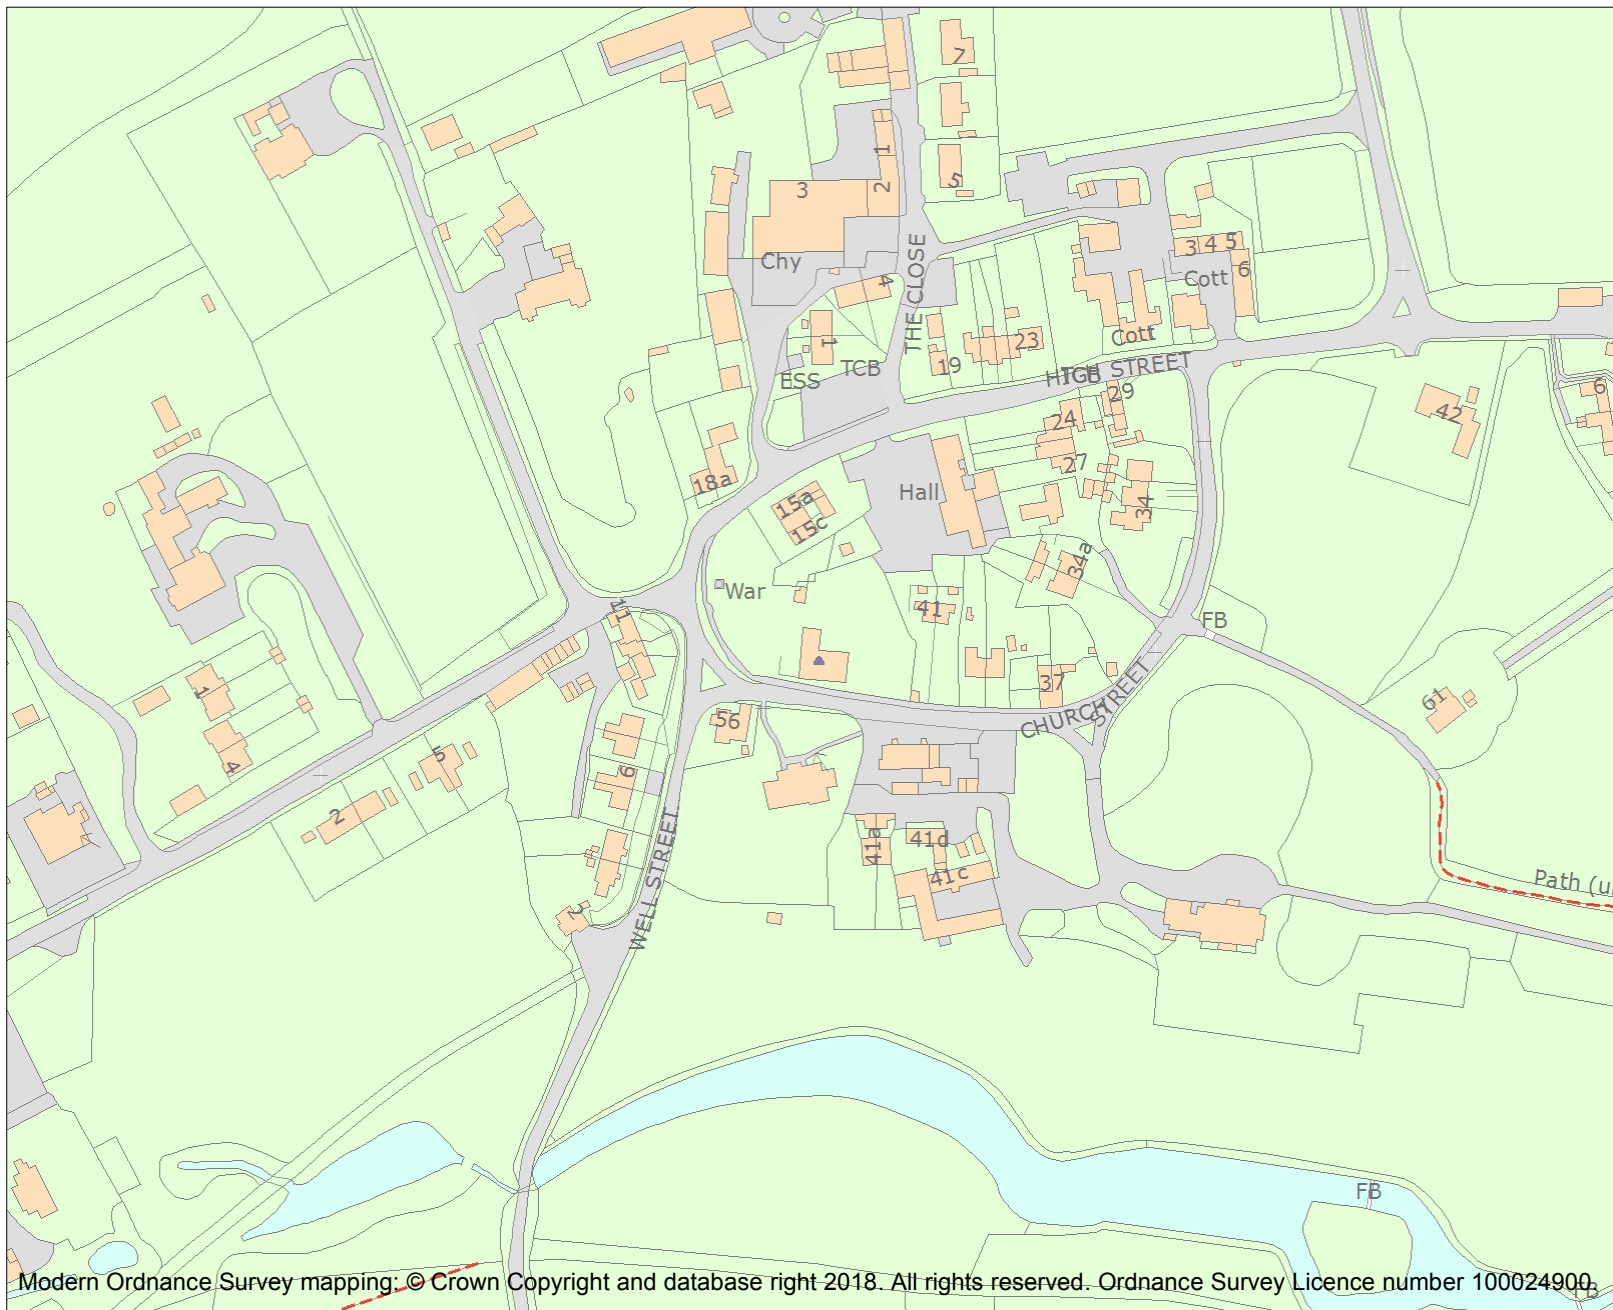 7
1
5
3
2
THE CLOSE
3 4 5
Chy
4
Cott
6
1
23
Cott
ESS
TCB
19
HIGH STREET
TCB
29
6
24
42
27
18a
15a
Hall
34
15c
34a
War
11
41
FB
1
37
61
CHURCH STREET
56
5
4
6
2
WELL STREET
41a
41d
41c
Path (u
2
FB
Modern Ordnance Survey mapping: © Crown Copyright and database right 2018. All rights reserved. Ordnance Survey Licence number 100024900.
FB